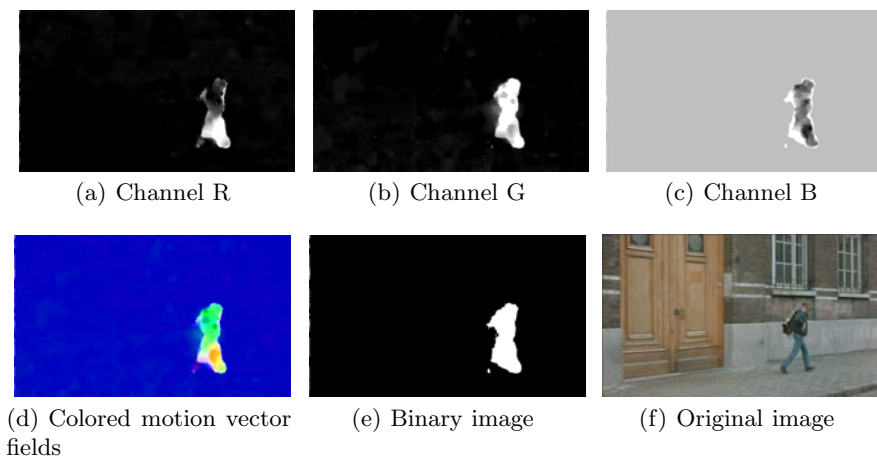 (a) Channel R
(b) Channel G
(c) Channel B
(d) Colored motion vector
fields
(e) Binary image
(f) Original image